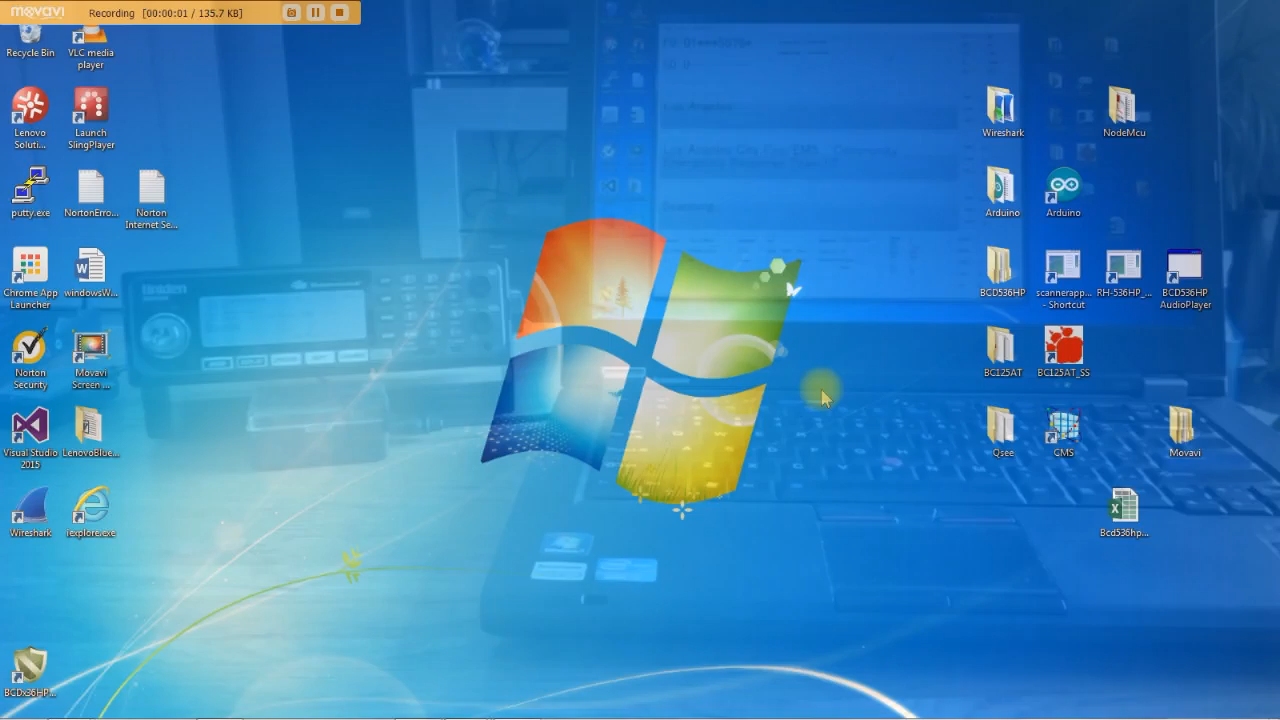 movavi
Recording [00:00:01 / 135.7 KB]
Recycle Bin
VLC media
player
Lenovo
Soluti...
Launch
SlingPlayer
putty.exe
NortonErro...
Norton
Internet Se...
Chrome App
Launcher
windowsW...
Norton
Security
Movavi
Screen ...
Visual Studio
2015
LenovoBlue...
Wireshark
iexplore.exe
BCDx36HP...
Wireshark
NodeMcu
Arduino
Arduino
BCD536HP
scannerapp...
- Shortcut
RH-536HP_...
BCD536HP
AudioPlayer
BC125AT
BC125AT_SS
Qsee
CMS
Movavi
Bcd536hp...
Uniden